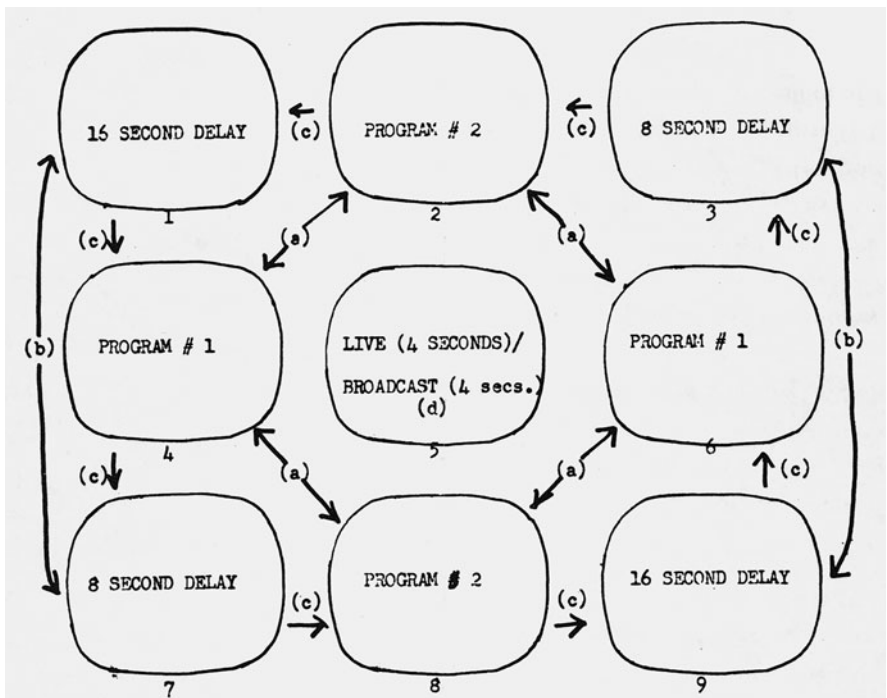 16 SECOND DELAY
(c)
PROGRAM # 2
(c)
8 SECOND DELAY
1
2
3
(c)
(a)
(a)
(c)
(b)
PROGRAM # 1
LIVE (4 SECONDS)/
BROADCAST (4 secs.)
(d)
PROGRAM # 1
(b)
4
5
6
(c)
(a)
(a)
(c)
8 SECOND DELAY
(c)
PROGRAM # 2
(c)
16 SECOND DELAY
7
8
9